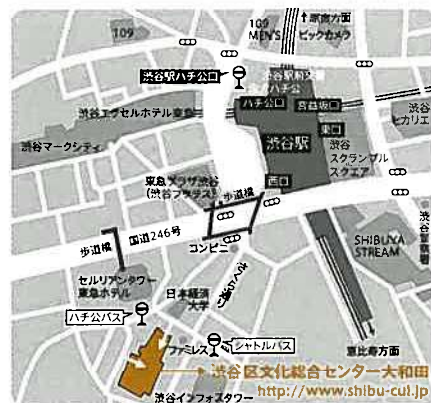 109
109
MEN'S
↑原宿方面
ビックカメラ
渋谷駅ハチ公口
渋谷駅前交番
ハチ公
ハチ公口
宮益坂口
東口
渋谷
ヒカリエ
渋谷エクセルホテル東急
渋谷マークシティ
渋谷駅
渋谷
スクランブル
スクエア
西口
東急プラザ渋谷
(渋谷フクラス)
歩道橋
歩道橋
国道246号
コンビニ
さくら坂
SHIBUYA
STREAM
渋谷警察署
セルリアンタワー
東急ホテル
日本経済
大学
ハチ公バス
シャトルバス
ファミレス
恵比寿方面
渋谷区文化総合センター大和田
http://www.shibu-cul.jp
渋谷インフォスタワー